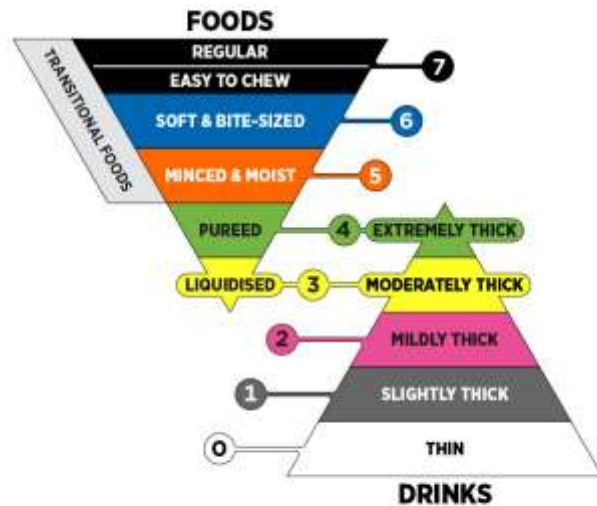 FOODS
TRANSITIONAL FOODS
REGULAR
EASY TO CHEW
7
SOFT & BITE-SIZED
6
MINCED & MOIST
5
PUREED
4
EXTREMELY THICK
LIQUIDISED
3
MODERATELY THICK
2
MILDLY THICK
1
SLIGHTLY THICK
0
THIN
DRINKS